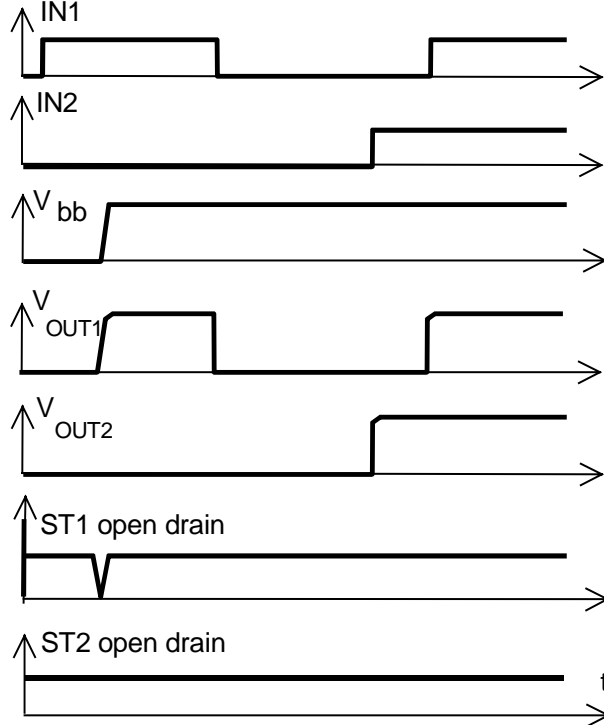 IN1
IN2
V bb
V OUT1
V OUT2
ST1 open drain
ST2 open drain
t